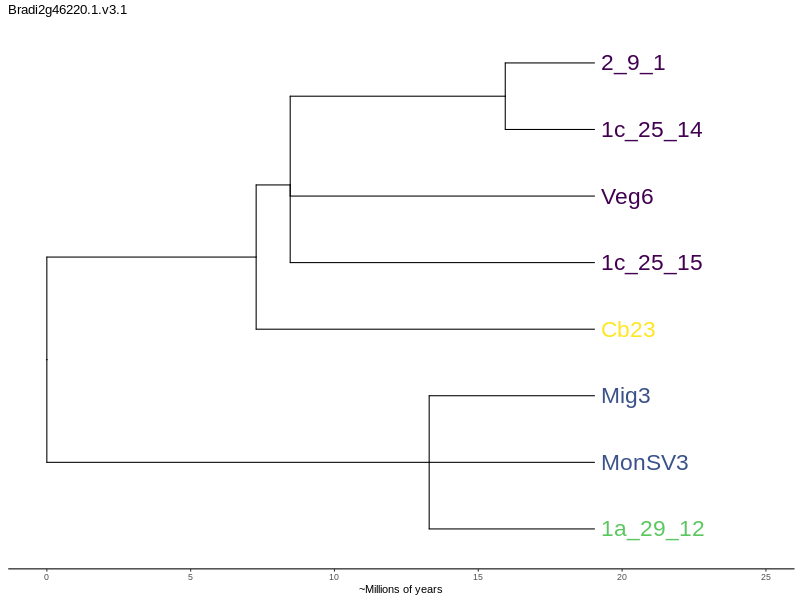 Bradi2g46220.1.v3.1
2_9_1
1c_25_14
Veg6
1c_25_15
Cb23
Mig3
MonSV3
1a_29_12
0 5 10 15 20 25
~Millions of years